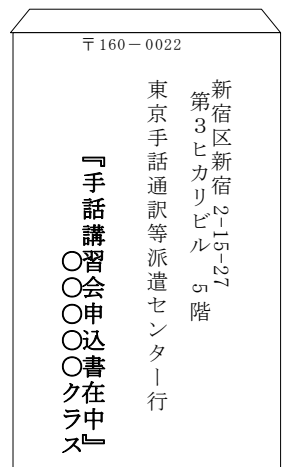 〒160－0022
新宿区新宿 2-15-27
第３ヒカリビル　5 階
東京手話通訳等派遣センター行
『手話講習会申込書在中』
〇〇〇〇〇クラス